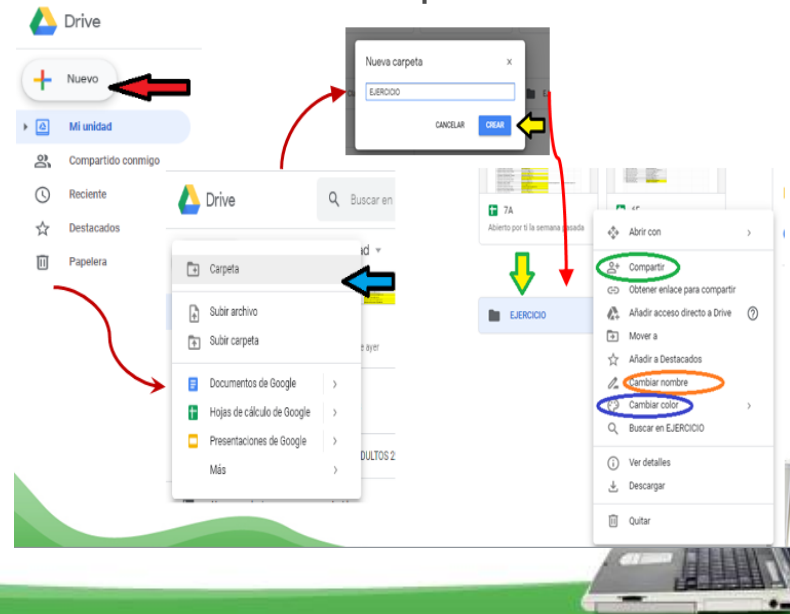 Drive
Nuevo
Mi unidad
Compartido conmigo
Reciente
Destacados
Papelera
Drive
Buscar en
Carpeta
Subir archivo
Subir carpeta
e ayer
Documentos de Google
Hojas de cálculo de Google
Presentaciones de Google
Más
DULTOS 2
Nueva carpeta
x
EJERCICIO
CANCELAR
CREAR
7A
Abierto por ti la semana pasada
EJERCICIO
Abrir con
Compartir
Obtener enlace para compartir
Añadir acceso directo a Drive
Mover a
Añadir a Destacados
Cambiar nombre
Cambiar color
Buscar en EJERCICIO
Ver detalles
Descargar
Quitar